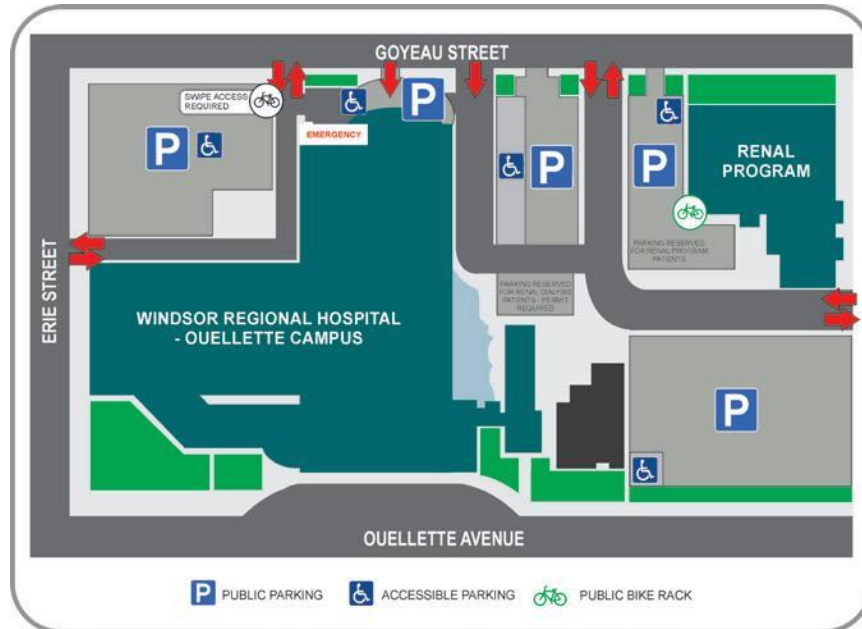 GOYEAU STREET
SWIPE ACCESS
REQUIRED
P
EMERGENCY
P
P
P
RENAL
PROGRAM
PARKING RESERVED
FOR RENAL PROGRAM
PATIENTS
PARKING RESERVED
FOR RENAL DIALYSIS
PATIENTS - PERMIT
REQUIRED
ERIE STREET
WINDSOR REGIONAL HOSPITAL
- OUELLETTE CAMPUS
P
OUELLETTE AVENUE
P PUBLIC PARKING
ACCESSIBLE PARKING
PUBLIC BIKE RACK